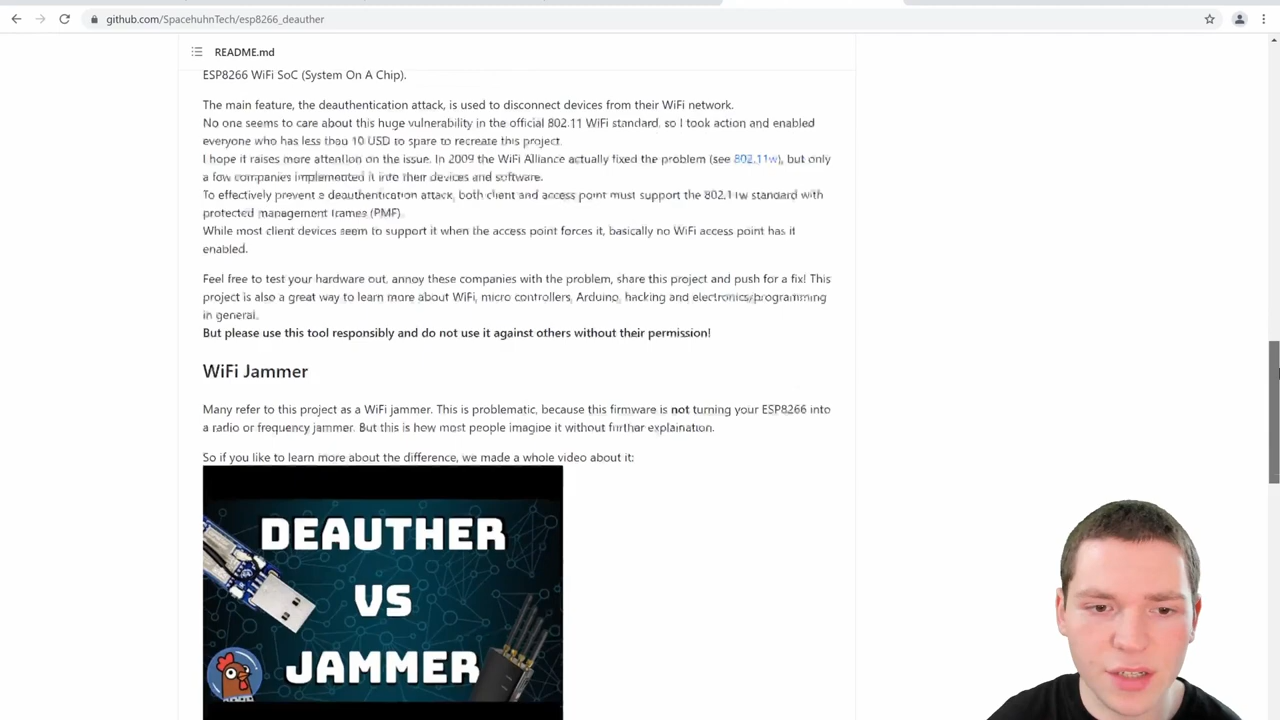 github.com/SpacehuhnTech/esp8266_deauther
README.md
ESP8266 WiFi SoC (System On A Chip).
The main feature, the deauthentication attack, is used to disconnect devices from their WiFi network.
No one seems to care about this huge vulnerability in the official 802.11 WiFi standard, so I took action and enabled
everyone who has less than 10 USD to spare to recreate this project.
I hope it raises more attention on the issue. In 2009 the WiFi Alliance actually fixed the problem (see 802.11w), but only
a few companies implemented it into their devices and software.
To effectively prevent a deauthentication attack, both client and access point must support the 802.11w standard with
protected management frames (PMF).
While most client devices seem to support it when the access point forces it, basically no WiFi access point has it
enabled.
Feel free to test your hardware out, annoy these companies with the problem, share this project and push for a fix! This
project is also a great way to learn more about WiFi, micro controllers, Arduino, hacking and electronics/programming
in general.
But please use this tool responsibly and do not use it against others without their permission!
WiFi Jammer
Many refer to this project as a WiFi jammer. This is problematic, because this firmware is not turning your ESP8266 into
a radio or frequency jammer. But this is how most people imagine it without further explaination.
So if you like to learn more about the difference, we made a whole video about it:
DEAUTHER
VS
JAMMER